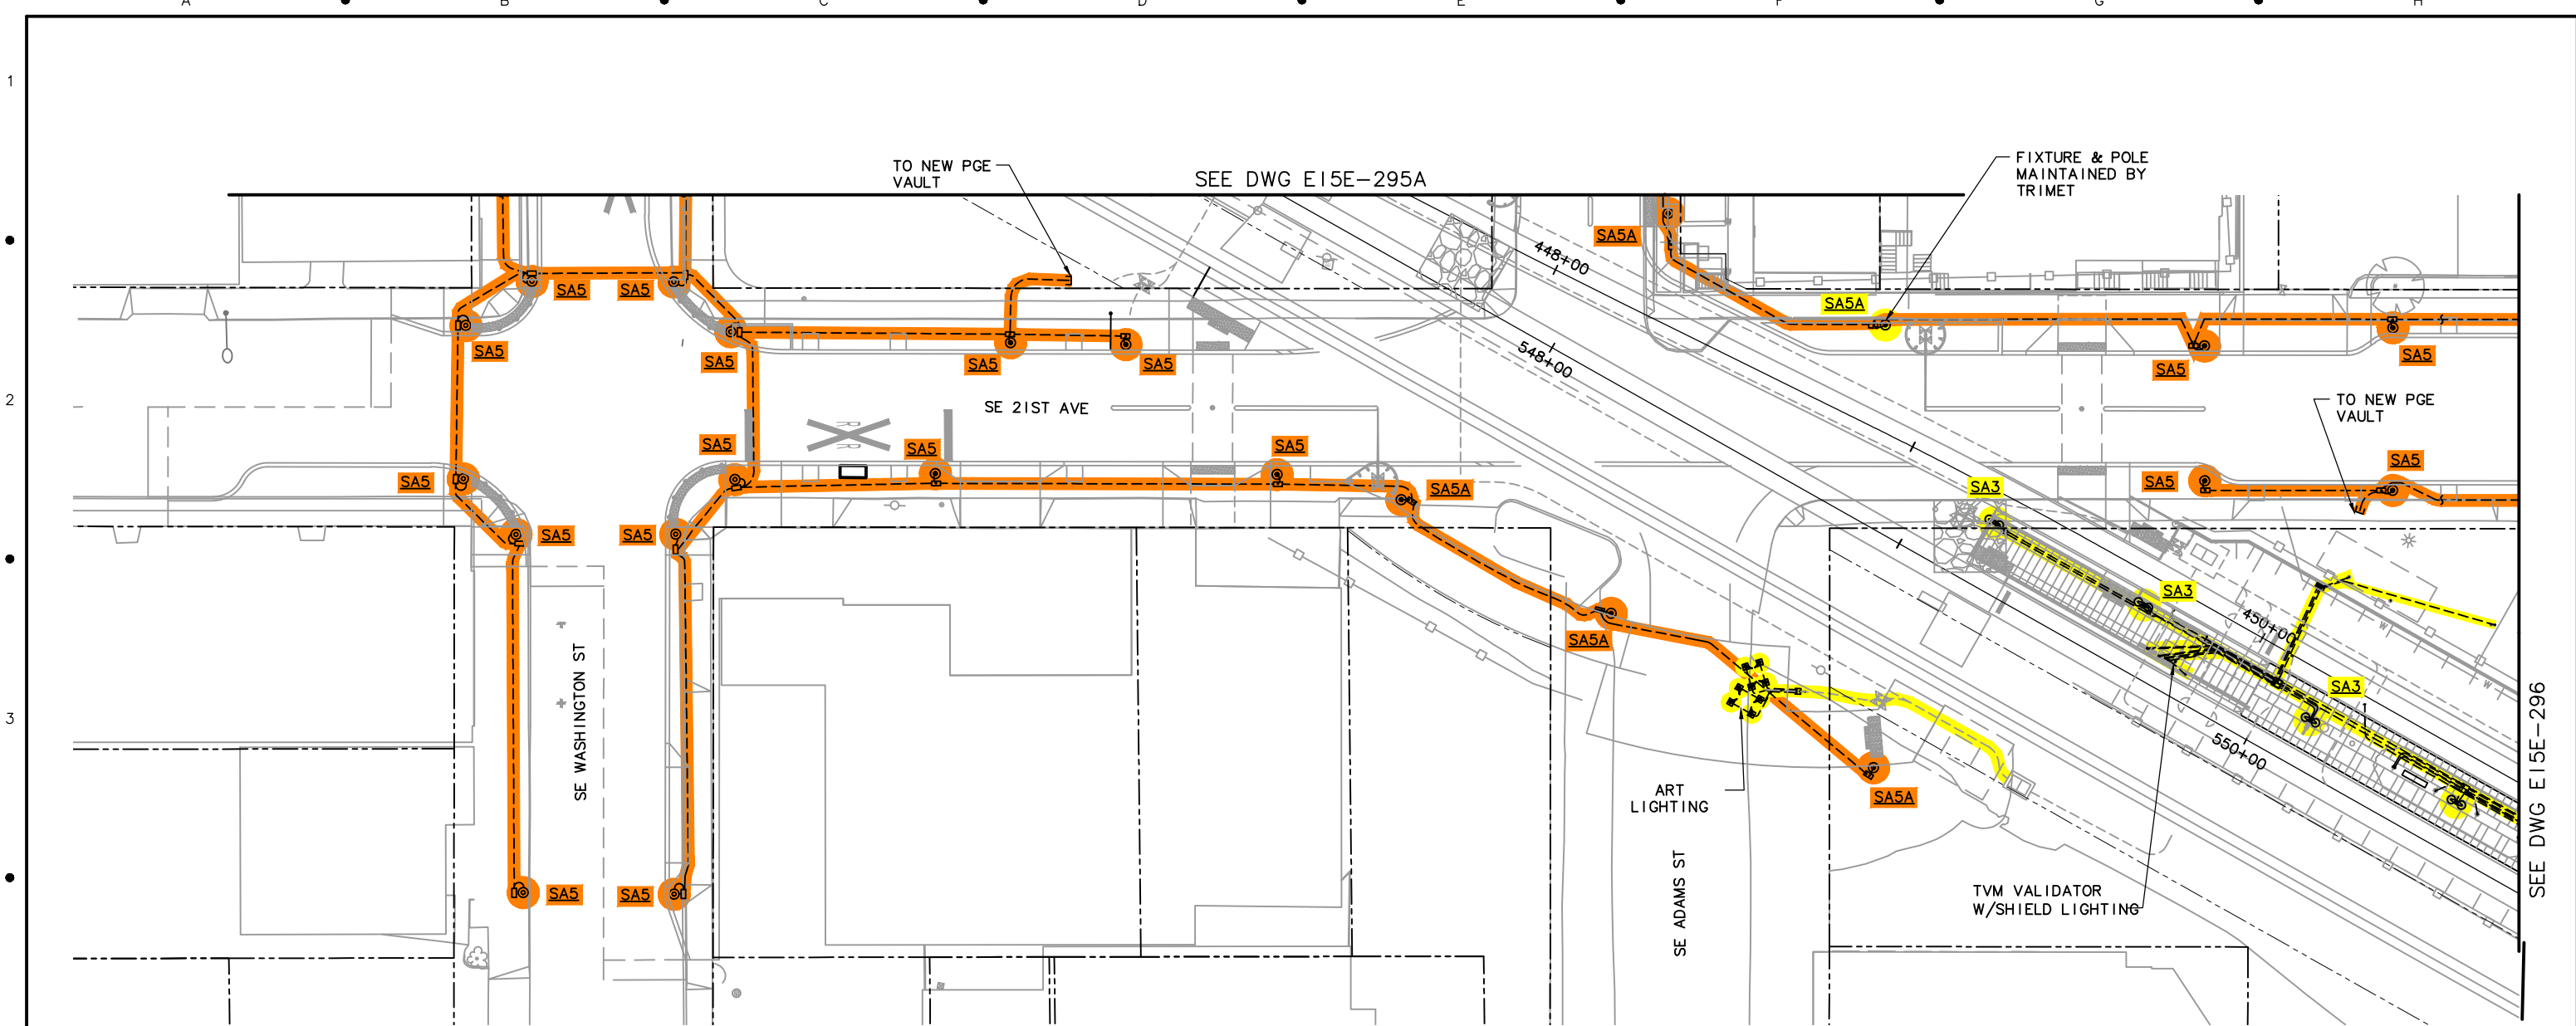 A B C D E F G H
1
TO NEW PGE
VAULT
SEE DWG E15E-295A
FIXTURE & POLE
MAINTAINED BY
TRIMET
SA5A
448+00
SA5
SA5
SA5A
SA5
SA5
SA5
SA5
548+00
SA5
SA5
2
SE 21ST AVE
TO NEW PGE
VAULT
SA5
R R
SA5
SA5
SA5
SA5
SA5
SA5A
SA3
SA5
SA5
SA3
450+00
SA5A
W
SE WASHINGTON ST
SA3
W
3
550+00
SEE DWG E15E-296
ART
LIGHTING
SA5A
SE ADAMS ST
TVM VALIDATOR
W/SHIELD LIGHTING
SA5
SA5